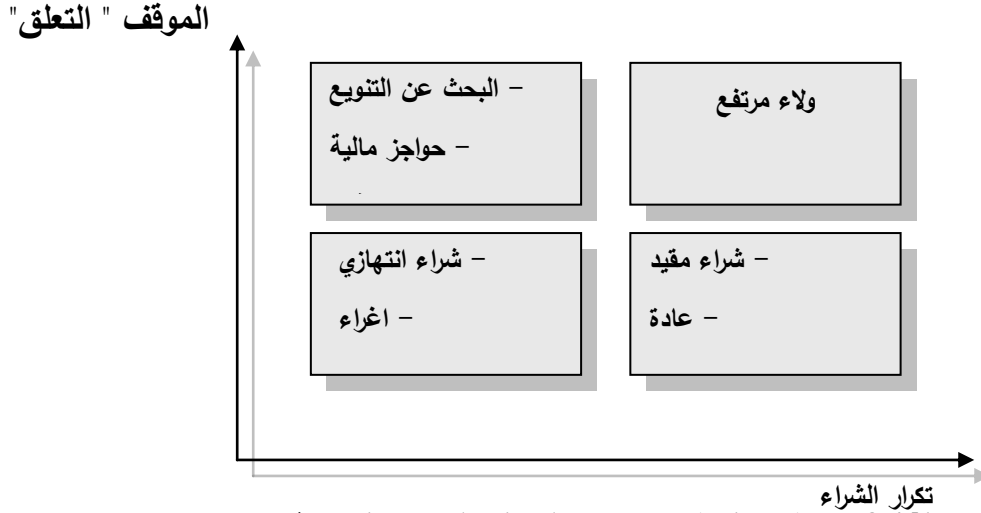 الموقف " التعلق"
ولاء مرتفع
– البحث عن التنويع
– حواجز مالية
– شراء مقيد
– عادة
– شراء انتهازي
– اغراء
تكرار الشراء